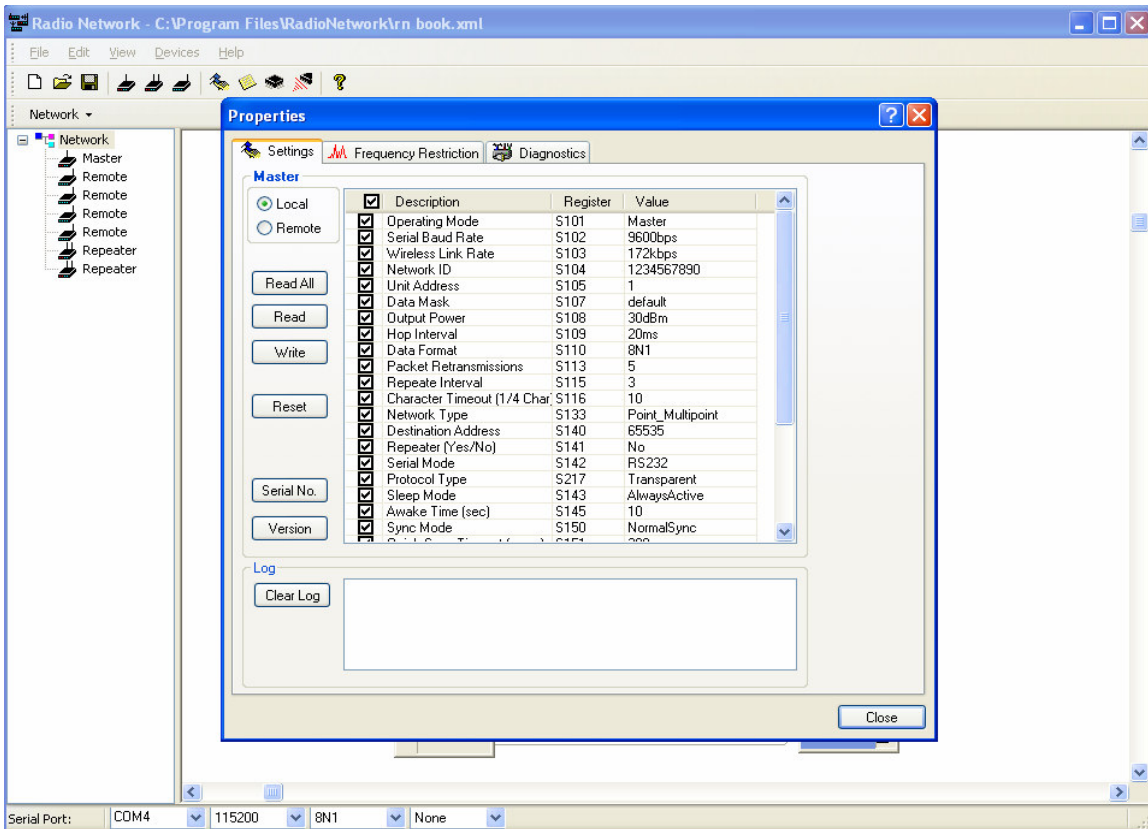 Radio Network - C:\Program Files\RadioNetwork\rn book.xml
File Edit View Devices Help
Network
Network
Master
Remote
Remote
Remote
Remote
Repeater
Repeater
Properties
Settings Frequency Restriction Diagnostics
Master
Local
Remote
Read All
Read
Write
Reset
Serial No.
Version
Description Register Value
Operating Mode S101 Master
Serial Baud Rate S102 9600bps
Wireless Link Rate S103 172kbps
Network ID S104 1234567890
Unit Address S105 1
Data Mask S107 default
Output Power S108 30dBm
Hop Interval S109 20ms
Data Format S110 8N1
Packet Retransmissions S113 5
Repeate Interval S115 3
Character Timeout (1/4 Char S116 10
Network Type S133 Point_Multipoint
Destination Address S140 65535
Repeater (Yes/No) S141 No
Serial Mode S142 RS232
Protocol Type S217 Transparent
Sleep Mode S143 AlwaysActive
Awake Time (sec) S145 10
Sync Mode S150 NormalSync
Log
Clear Log
Close
Serial Port: COM4 115200 8N1 None